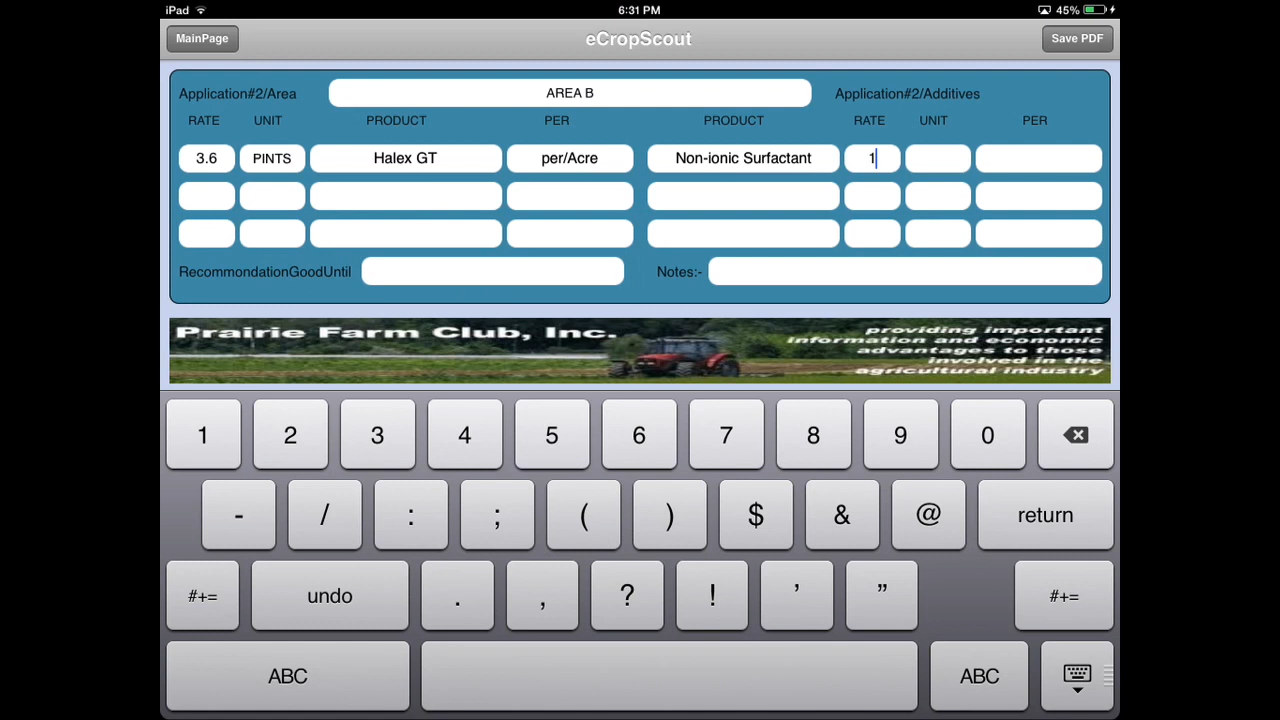 iPad 6:31 PM 45%
MainPage eCropScout Save PDF
Application#2/Area AREA B Application#2/Additives
RATE UNIT PRODUCT PER PRODUCT RATE UNIT PER
3.6 PINTS Halex GT per/Acre Non-ionic Surfactant 1
RecommondationGoodUntil Notes:-
Prairie Farm Club, Inc.
providing important
information and economic
advantages to those
involved in the
agricultural industry
1 2 3 4 5 6 7 8 9 0
- / : ; ( ) $ & @ return
#+= undo . , ? ! ’ ” #+=
ABC ABC